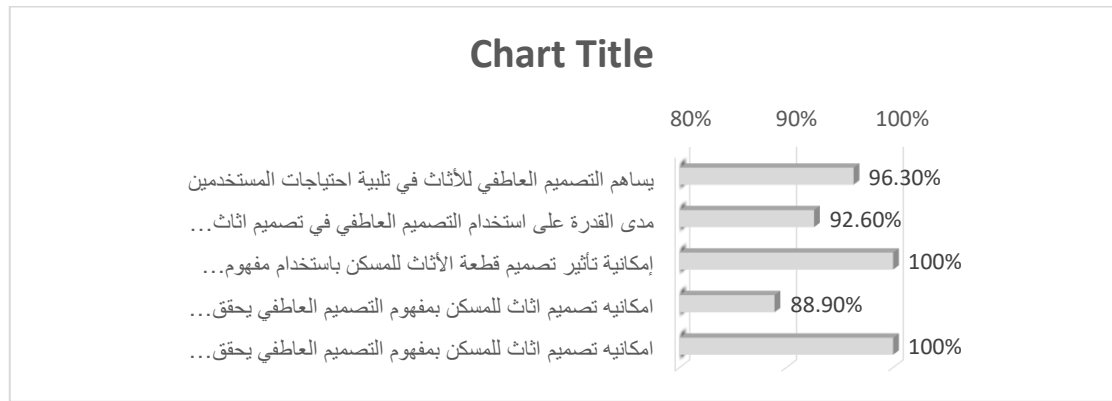 Chart Title
80% 90% 100%
يساهم التصميم العاطفي للأثاث في تلبية احتياجات المستخدمين
96.30%
مدى القدرة على استخدام التصميم العاطفي في تصميم اثاث...
92.60%
إمكانية تأثير تصميم قطعة الأثاث للمسكن باستخدام مفهوم...
100%
امكانيه تصميم اثاث للمسكن بمفهوم التصميم العاطفي يحقق...
88.90%
امكانيه تصميم اثاث للمسكن بمفهوم التصميم العاطفي يحقق...
100%